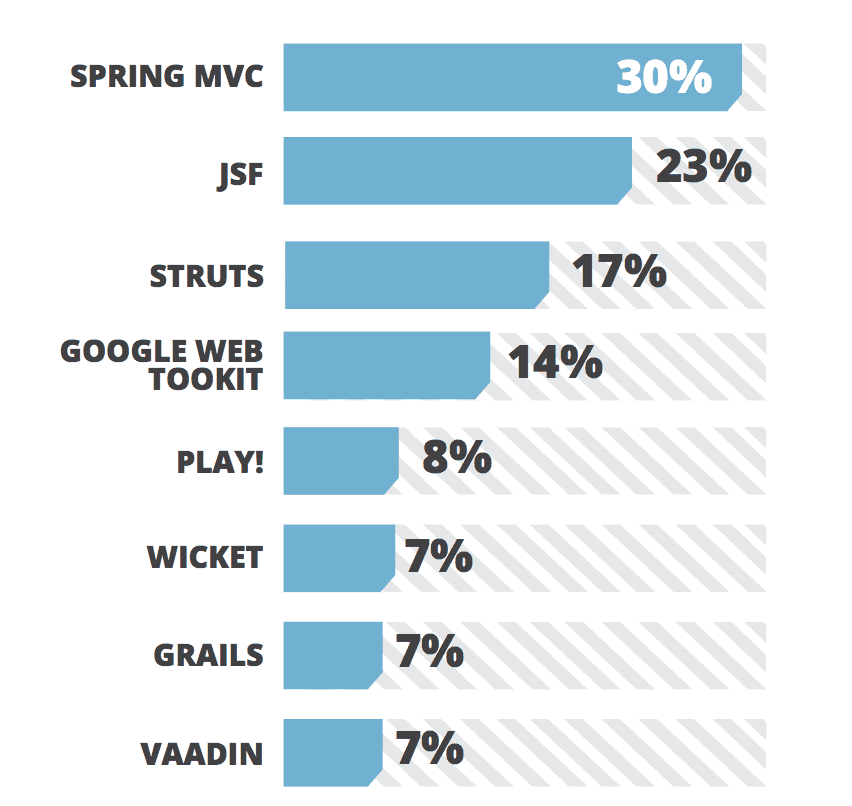 SPRING MVC 30%
JSF 23%
STRUTS 17%
GOOGLE WEB
TOOKIT 14%
PLAY! 8%
WICKET 7%
GRAILS 7%
VAADIN 7%